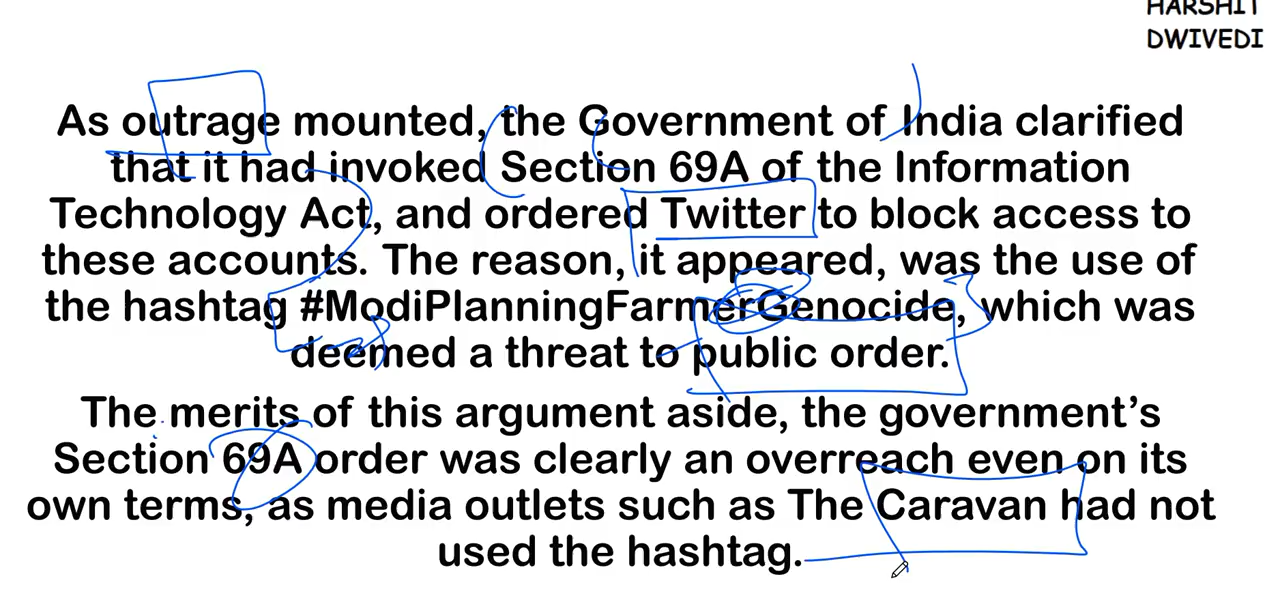 HARSHIT
DWIVEDI
As outrage mounted, the Government of India clarified
that it had invoked Section 69A of the Information
Technology Act, and ordered Twitter to block access to
these accounts. The reason, it appeared, was the use of
the hashtag #ModiPlanningFarmerGenocide, which was
deemed a threat to public order.
The merits of this argument aside, the government’s
Section 69A order was clearly an overreach even on its
own terms, as media outlets such as The Caravan had not
used the hashtag.